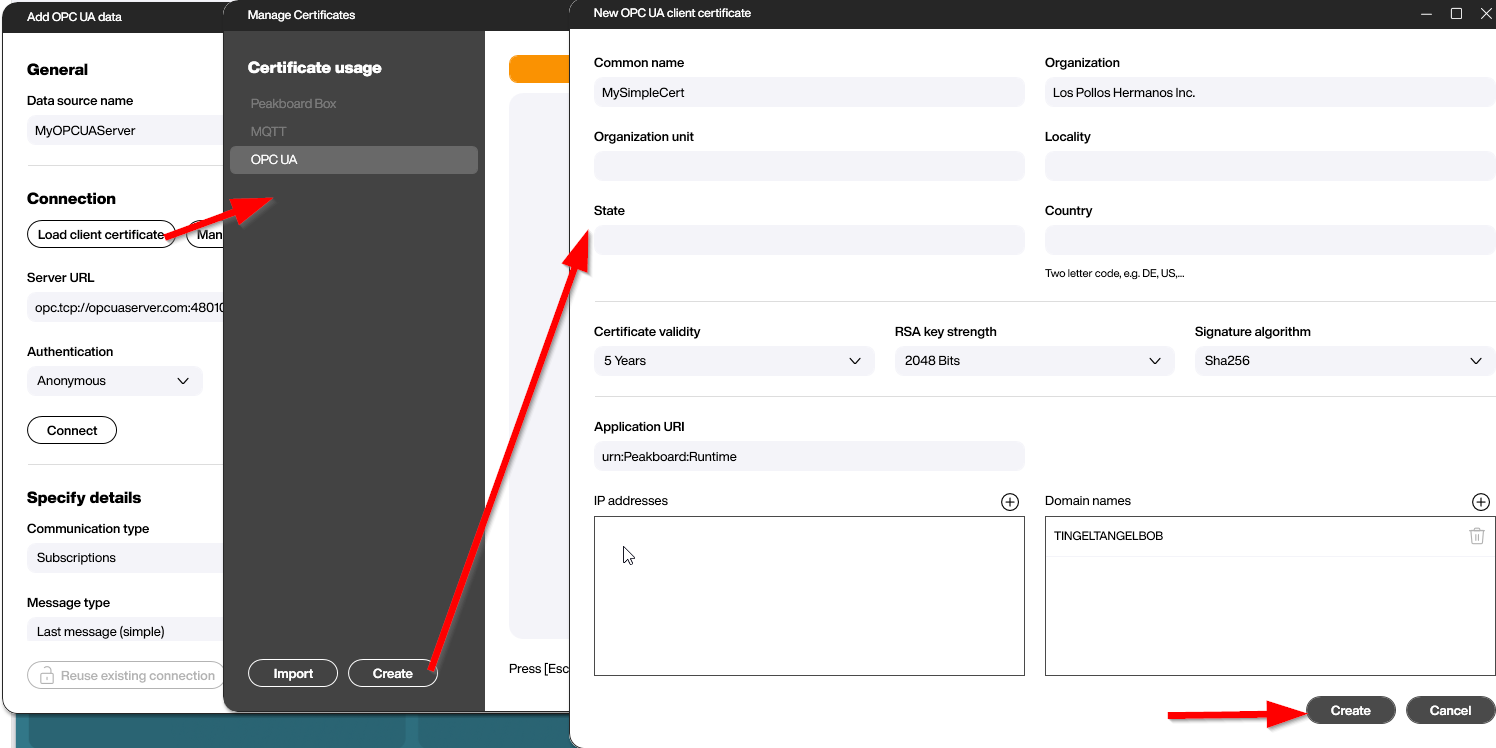 Add OPC UA data
General
Data source name
MyOPCUAServer
Connection
Load client certificate
Man
Server URL
opc.tcp://opcuaserver.com:48010
Authentication
Anonymous
Connect
Specify details
Communication type
Subscriptions
Message type
Last message (simple)
Reuse existing connection
Manage Certificates
Certificate usage
Peakboard Box
MQTT
OPC UA
Import
Create
Press [Esc
New OPC UA client certificate
Common name
MySimpleCert
Organization
Los Pollos Hermanos Inc.
Organization unit
Locality
State
Country
Two letter code, e.g. DE, US,...
Certificate validity
5 Years
RSA key strength
2048 Bits
Signature algorithm
Sha256
Application URI
urn:Peakboard:Runtime
IP addresses
Domain names
TINGELTANGELBOB
Create
Cancel